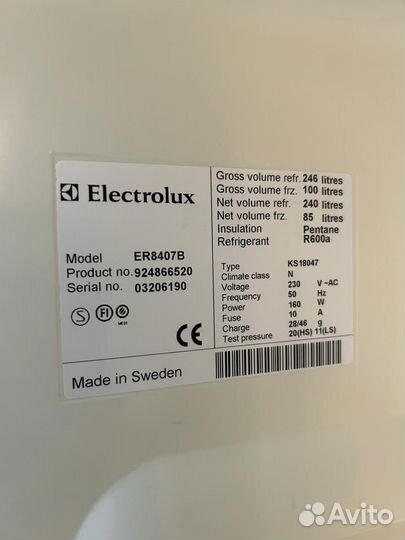 Electrolux
Model ER8407B
Product no. 924866520
Serial no. 03206190
S FI
CE
Made in Sweden
Gross volume refr. 246 litres
Gross volume frz. 100 litres
Net volume refr. 240 litres
Net volume frz. 85 litres
Insulation Pentane
Refrigerant R600a
Type KS18047
Climate class N
Voltage 230 V ~AC
Frequency 50 Hz
Power 160 W
Fuse 10 A
Charge 28/46 g
Test pressure 20(HS) 11(LS)
Avito